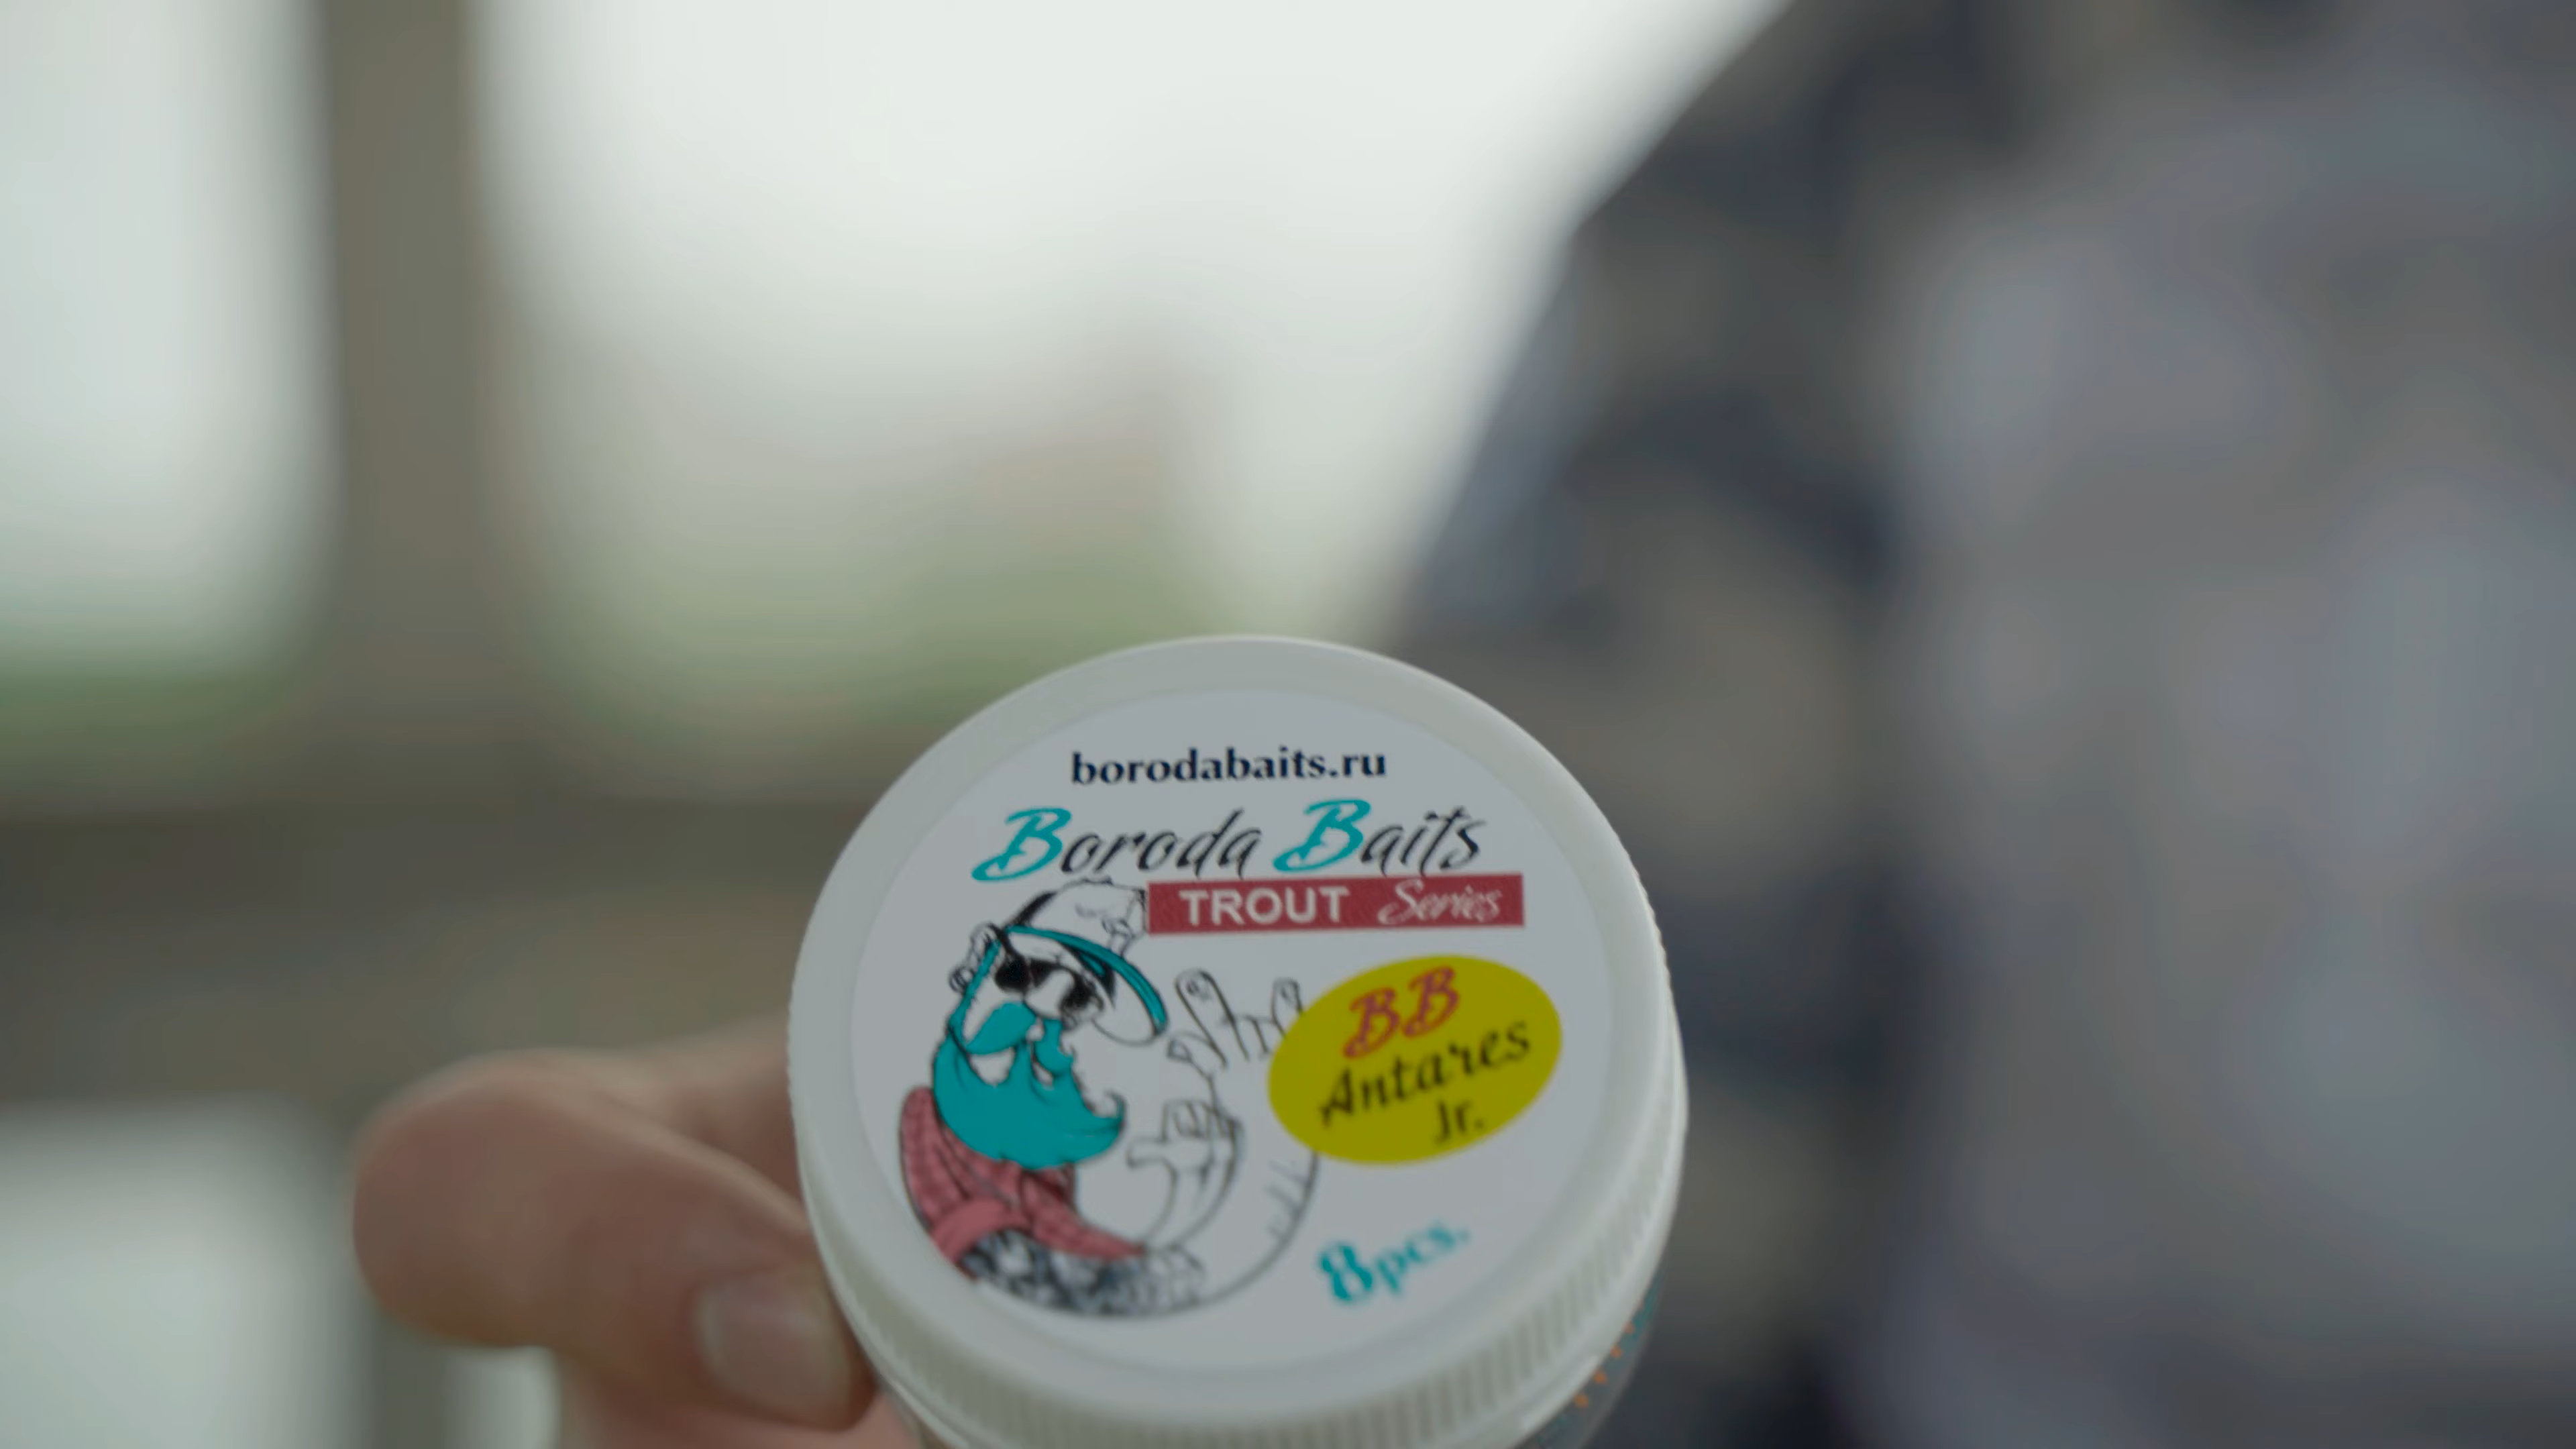 borodabaits.ru
Boroda Baits
TROUT Series
BB
Antares
Jr.
8pcs.